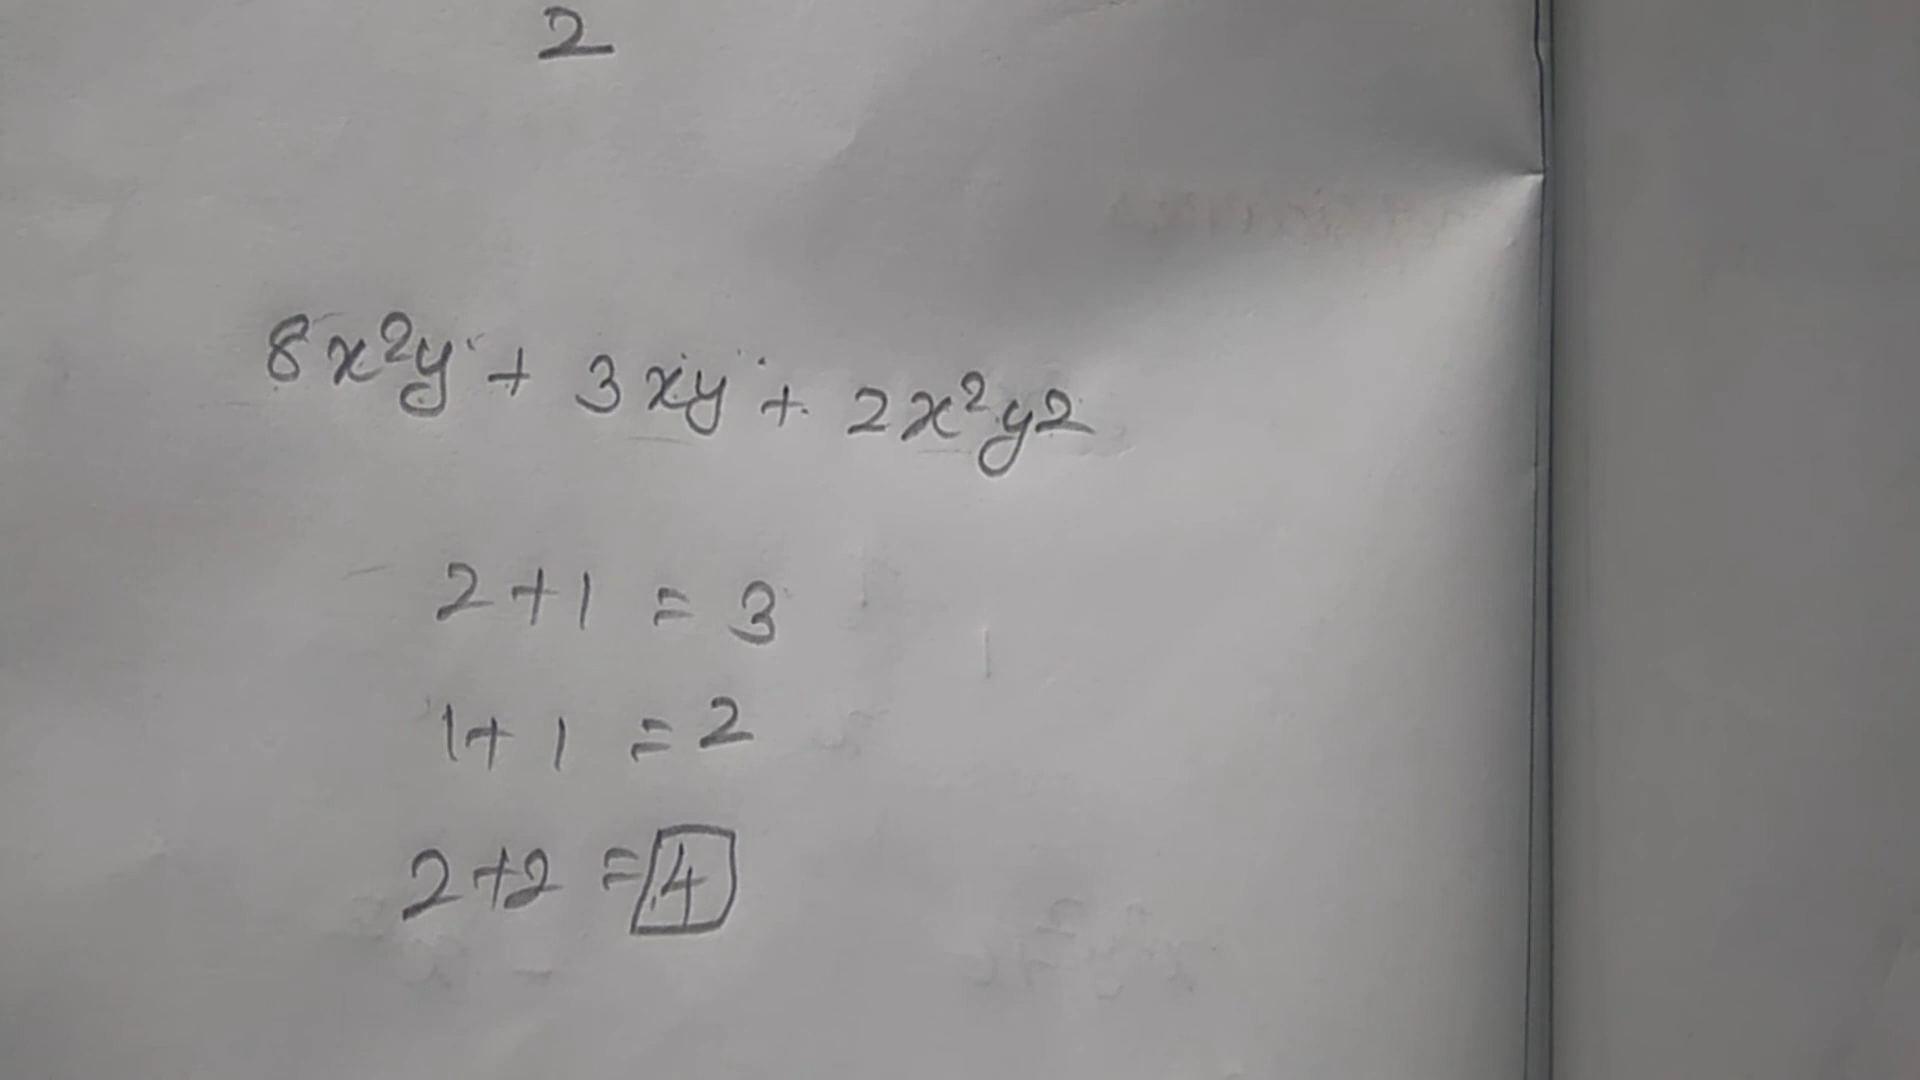 2
8x²y + 3xy + 2x²y2
2+1 = 3
1+1 = 2
2+2 = 4